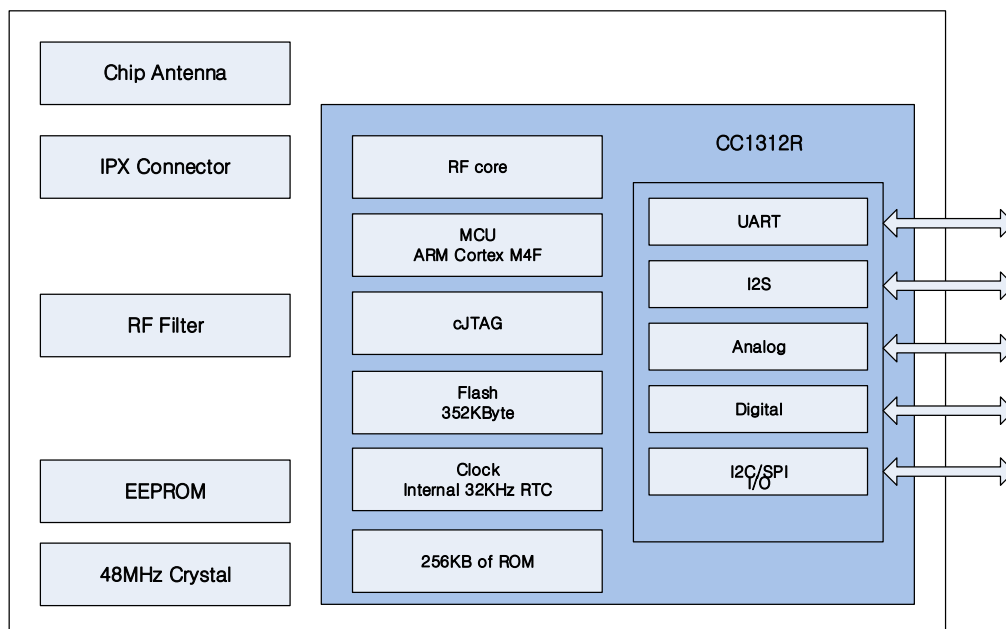 Chip Antenna
IPX Connector
RF Filter
EEPROM
48MHz Crystal
CC1312R
RF core
MCU
ARM Cortex M4F
cJTAG
Flash
352KByte
Clock
Internal 32KHz RTC
256KB of ROM
UART
I2S
Analog
Digital
I2C/SPI
I/O